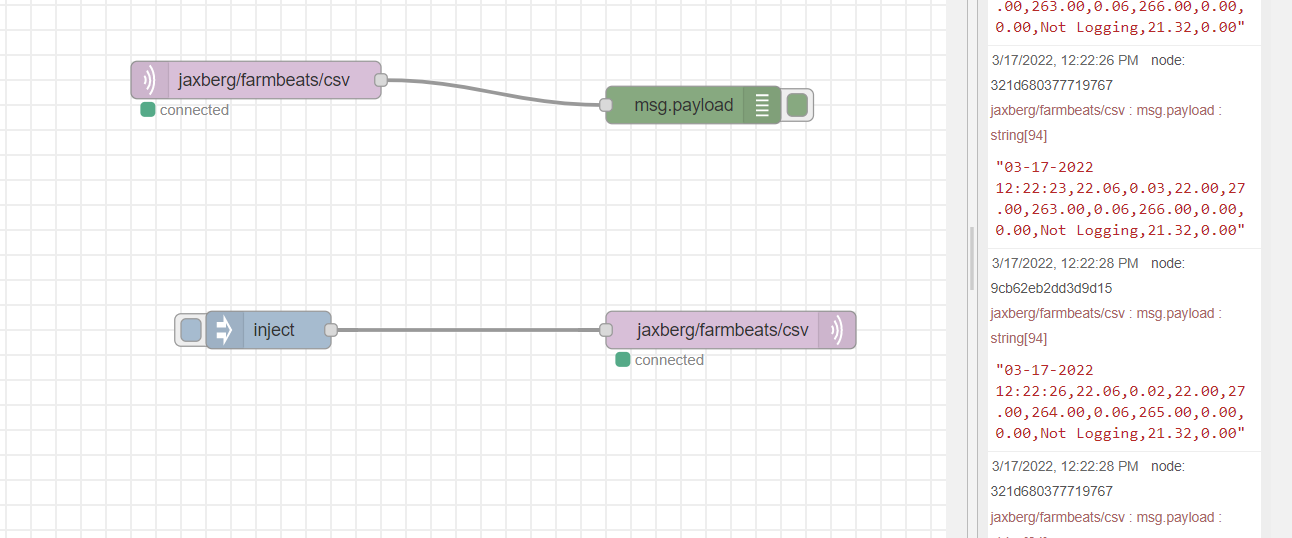 jaxberg/farmbeats/csv
connected
msg.payload
inject
jaxberg/farmbeats/csv
connected
.00,263.00,0.06,266.00,0.00,
0.00,Not Logging,21.32,0.00"
3/17/2022, 12:22:26 PM node:
321d680377719767
jaxberg/farmbeats/csv : msg.payload :
string[94]
"03-17-2022
12:22:23,22.06,0.03,22.00,27
.00,263.00,0.06,266.00,0.00,
0.00,Not Logging,21.32,0.00"
3/17/2022, 12:22:28 PM node:
9cb62eb2dd3d9d15
jaxberg/farmbeats/csv : msg.payload :
string[94]
"03-17-2022
12:22:26,22.06,0.02,22.00,27
.00,264.00,0.06,265.00,0.00,
0.00,Not Logging,21.32,0.00"
3/17/2022, 12:22:28 PM node:
321d680377719767
jaxberg/farmbeats/csv : msg.payload :